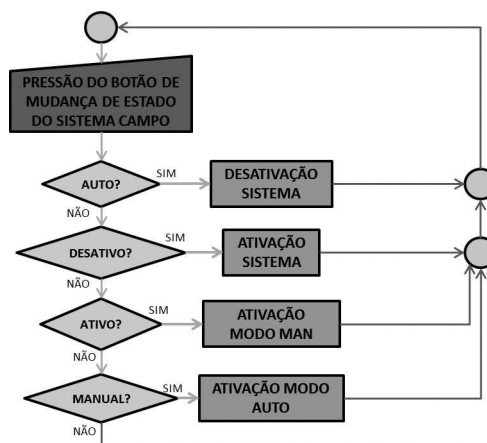 PRESSÃO DO BOTÃO DE
MUDANÇA DE ESTADO
DO SISTEMA CAMPO
AUTO?
SIM
DESATIVAÇÃO
SISTEMA
NÃO
DESATIVO?
SIM
ATIVAÇÃO
SISTEMA
NÃO
ATIVO?
SIM
ATIVAÇÃO
MODO MAN
NÃO
MANUAL?
SIM
ATIVAÇÃO MODO
AUTO
NÃO